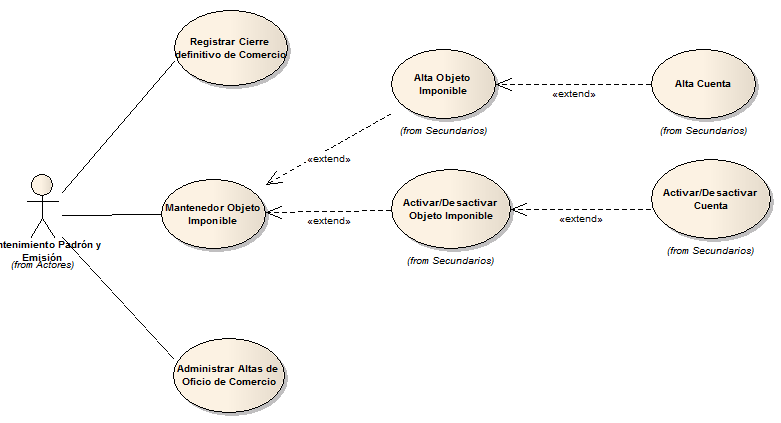 Registrar Cierre
definitivo de Comercio
Alta Objeto
Imponible
(from Secundarios)
«extend»
Alta Cuenta
(from Secundarios)
«extend»
Mantenedor Objeto
Imponible
«extend»
Activar/Desactivar
Objeto Imponible
(from Secundarios)
«extend»
Activar/Desactivar
Cuenta
(from Secundarios)
ntenimiento Padrón y
Emisión
(from Actores)
Administrar Altas de
Oficio de Comercio